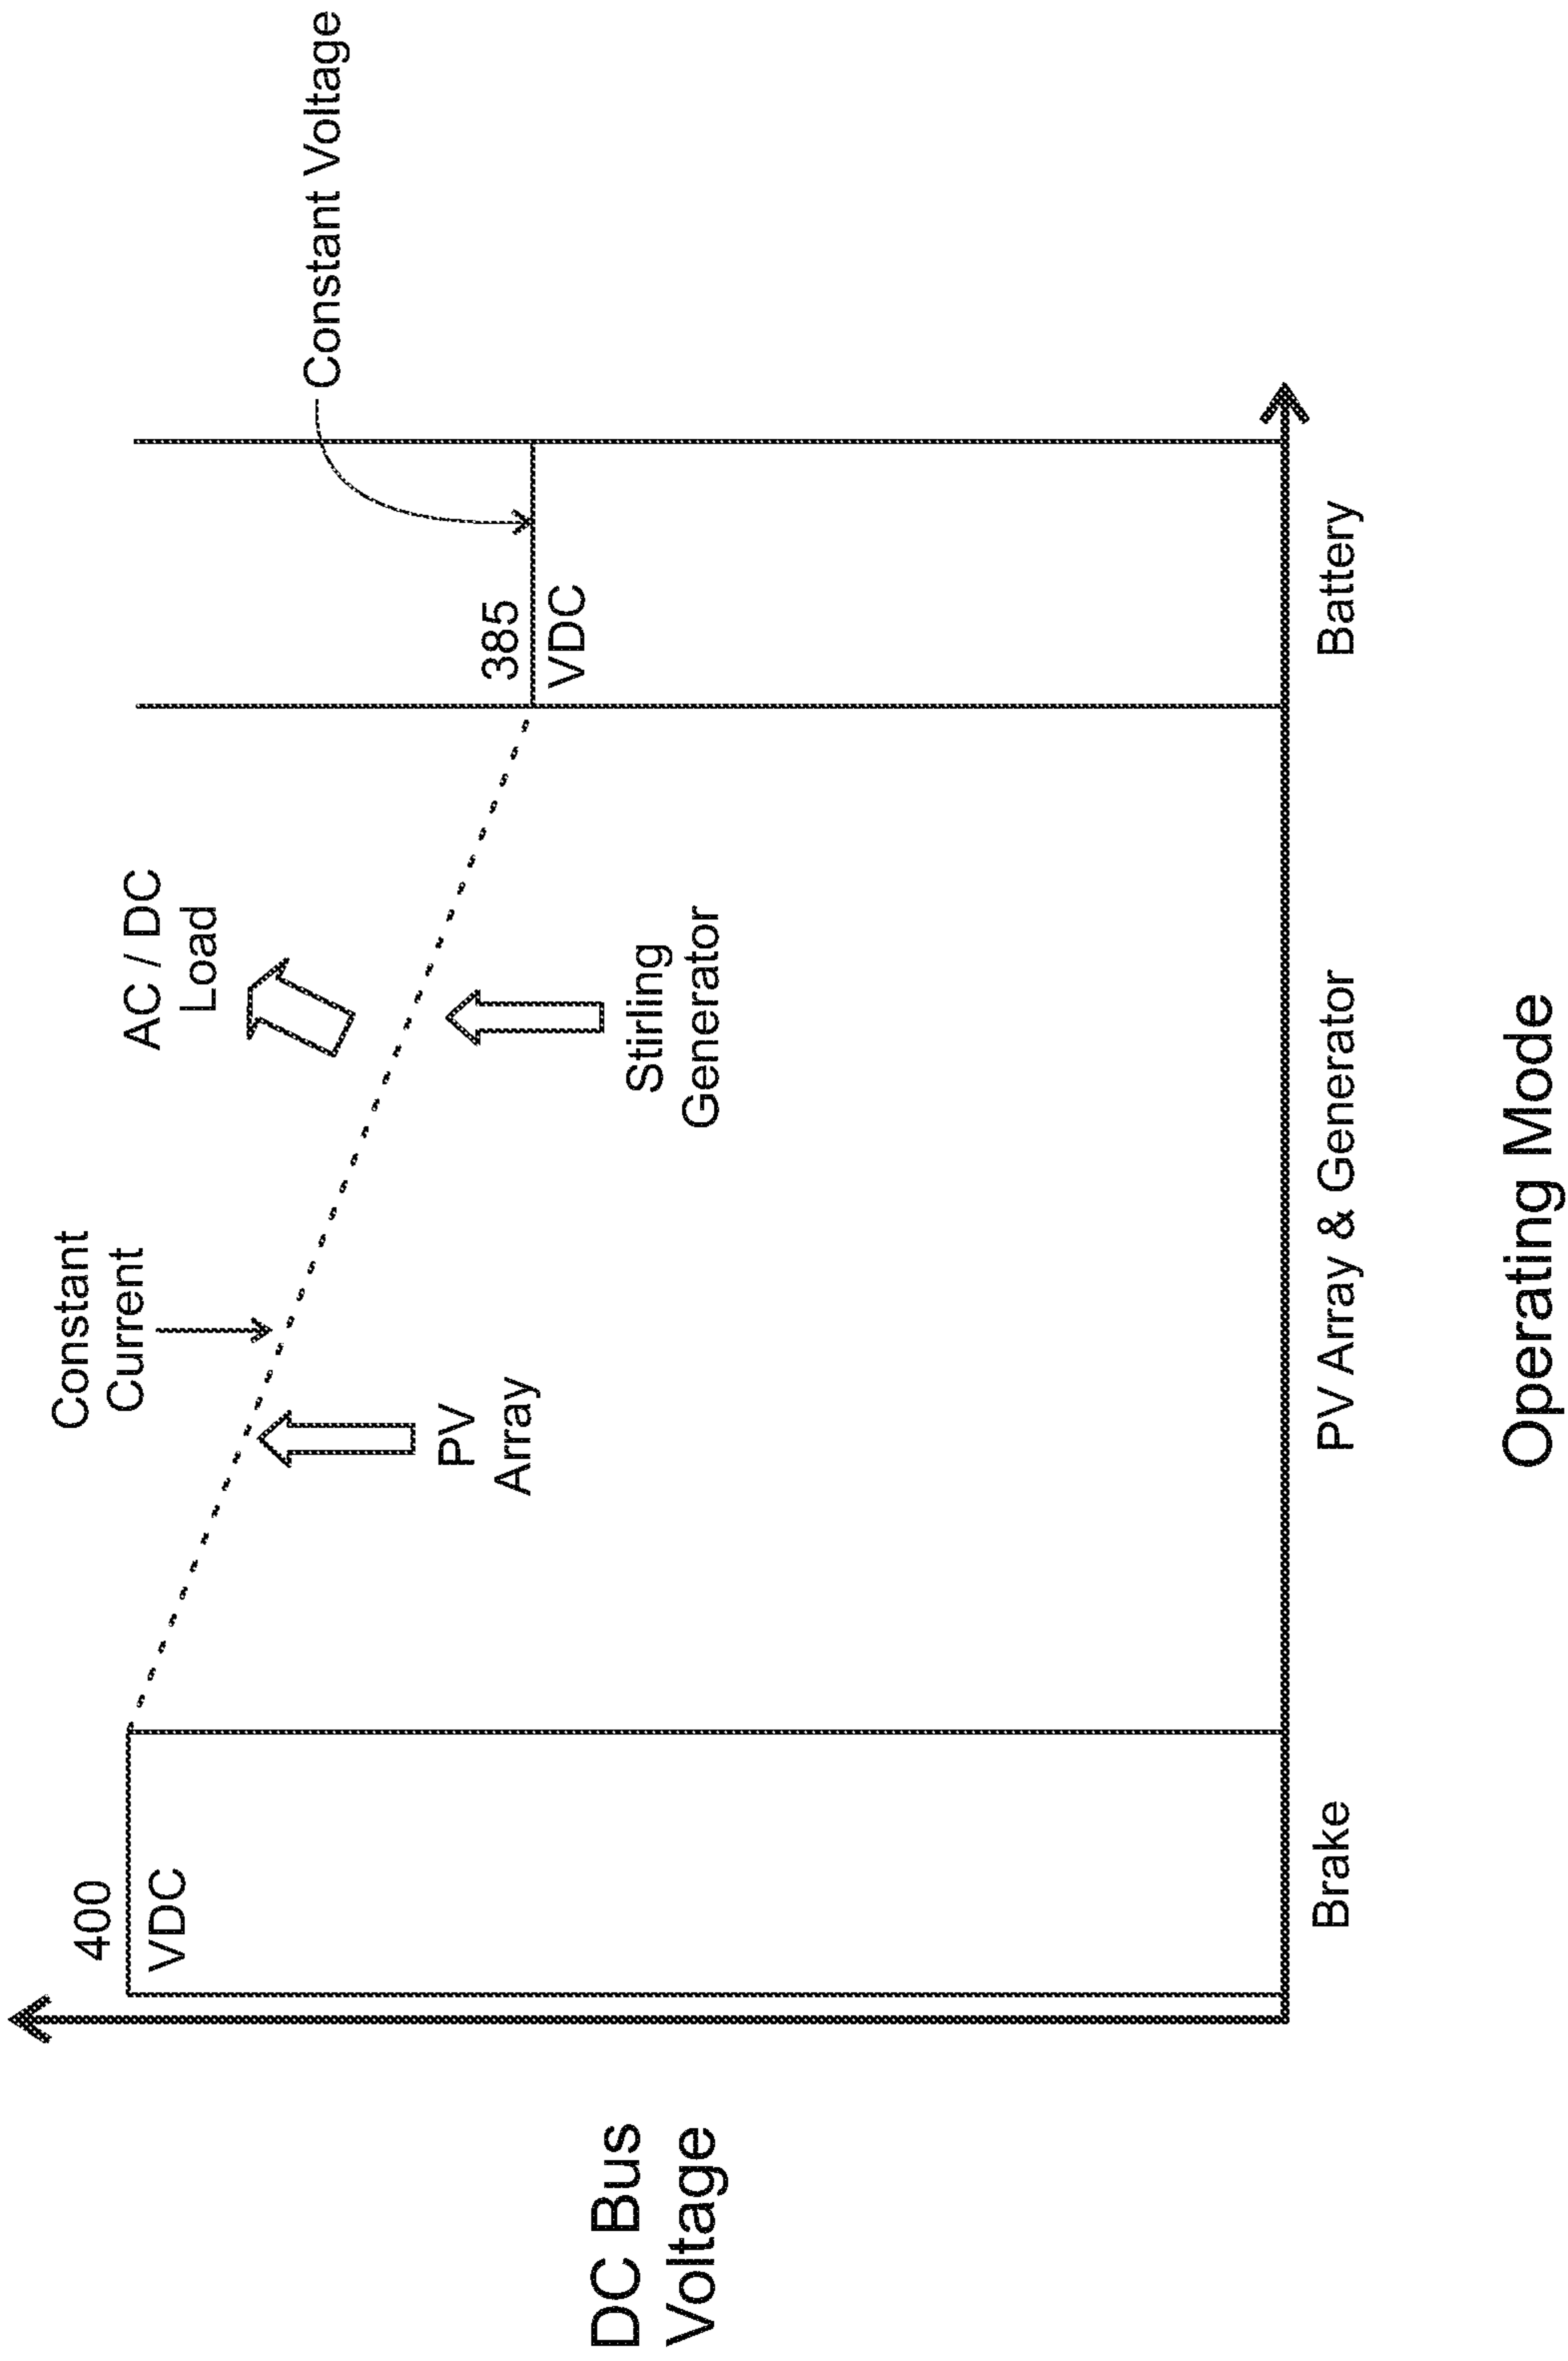 DC Bus
Voltage
400
VDC
Constant
Current
PV
Array
AC / DC
Load
Stirling
Generator
385
VDC
Constant Voltage
Brake
PV Array & Generator
Battery
Operating Mode